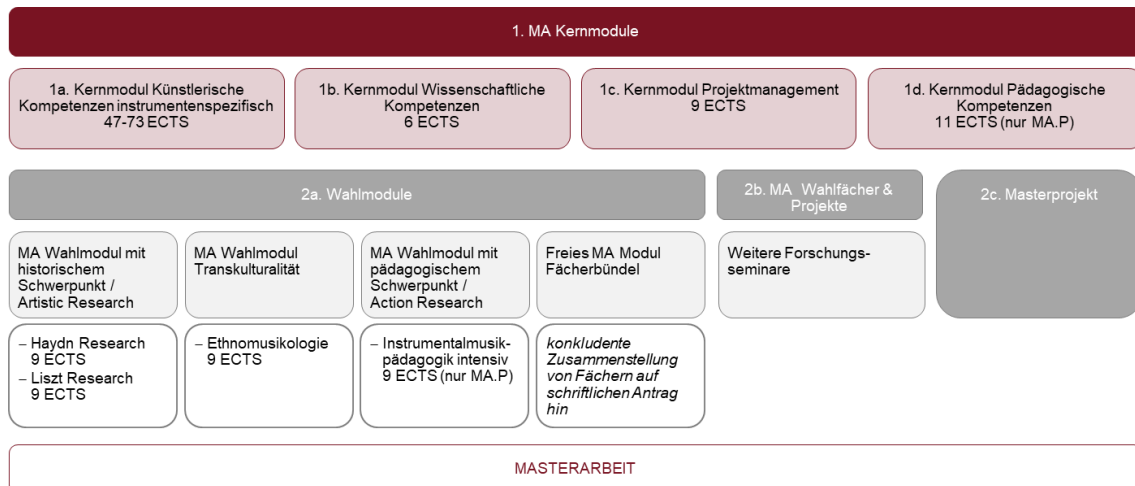 1. MA Kernmodule
1a. Kernmodul Künstlerische
Kompetenzen instrumentenspezifisch
47-73 ECTS
1b. Kernmodul Wissenschaftliche
Kompetenzen
6 ECTS
1c. Kernmodul Projektmanagement
9 ECTS
1d. Kernmodul Pädagogische
Kompetenzen
11 ECTS (nur MA.P)
2a. Wahlmodule
2b. MA Wahlfächer &
Projekte
2c. Masterprojekt
MA Wahlmodul mit
historischem
Schwerpunkt /
Artistic Research
MA Wahlmodul
Transkulturalität
MA Wahlmodul mit
pädagogischem
Schwerpunkt /
Action Research
Freies MA Modul
Fächerbündel
Weitere Forschungs-
seminare
– Haydn Research
9 ECTS
– Liszt Research
9 ECTS
– Ethnomusikologie
9 ECTS
– Instrumentalmusik-
pädagogik intensiv
9 ECTS (nur MA.P)
konkludente
Zusammenstellung
von Fächern auf
schriftlichen Antrag
hin
MASTERARBEIT